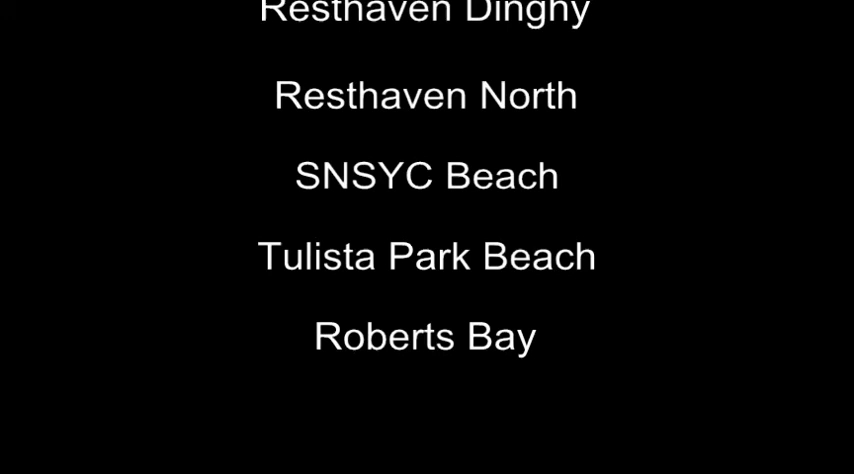 Resthaven Dinghy
Resthaven North
SNSYC Beach
Tulista Park Beach
Roberts Bay